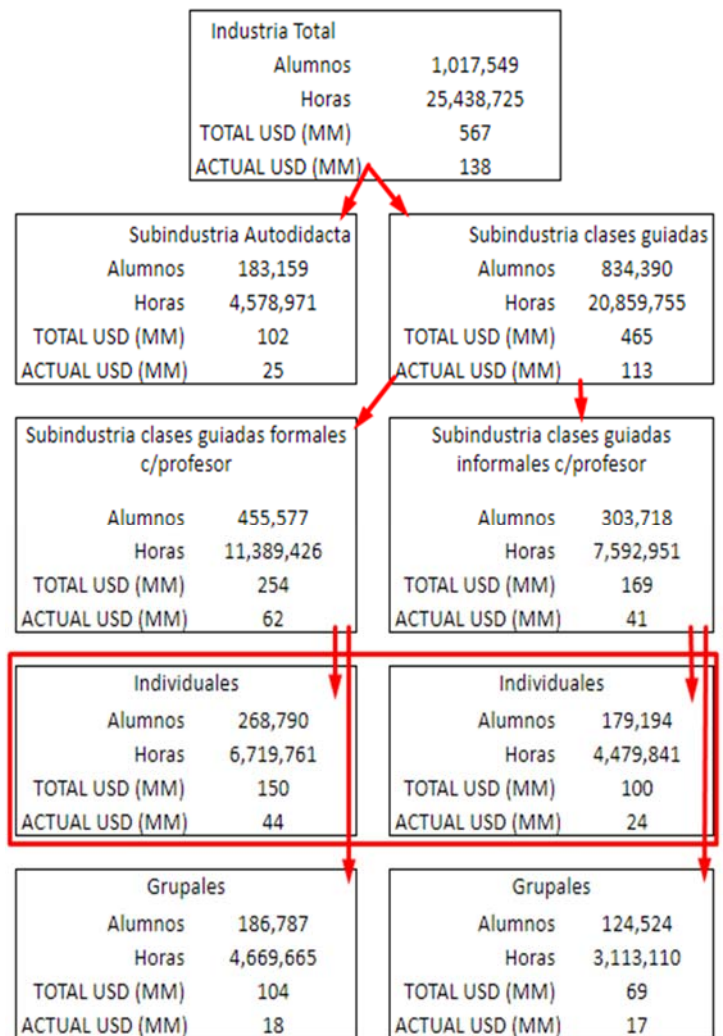 Industria Total
Alumnos 1,017,549
Horas 25,438,725
TOTAL USD (MM) 567
ACTUAL USD (MM) 138
Subindustria Autodidacta
Alumnos 183,159
Horas 4,578,971
TOTAL USD (MM) 102
ACTUAL USD (MM) 25
Subindustria clases guiadas
Alumnos 834,390
Horas 20,859,755
TOTAL USD (MM) 465
ACTUAL USD (MM) 113
Subindustria clases guiadas formales
c/profesor
Alumnos 455,577
Horas 11,389,426
TOTAL USD (MM) 254
ACTUAL USD (MM) 62
Subindustria clases guiadas
informales c/profesor
Alumnos 303,718
Horas 7,592,951
TOTAL USD (MM) 169
ACTUAL USD (MM) 41
Individuales
Alumnos 268,790
Horas 6,719,761
TOTAL USD (MM) 150
ACTUAL USD (MM) 44
Individuales
Alumnos 179,194
Horas 4,479,841
TOTAL USD (MM) 100
ACTUAL USD (MM) 24
Grupales
Alumnos 186,787
Horas 4,669,665
TOTAL USD (MM) 104
ACTUAL USD (MM) 18
Grupales
Alumnos 124,524
Horas 3,113,110
TOTAL USD (MM) 69
ACTUAL USD (MM) 17